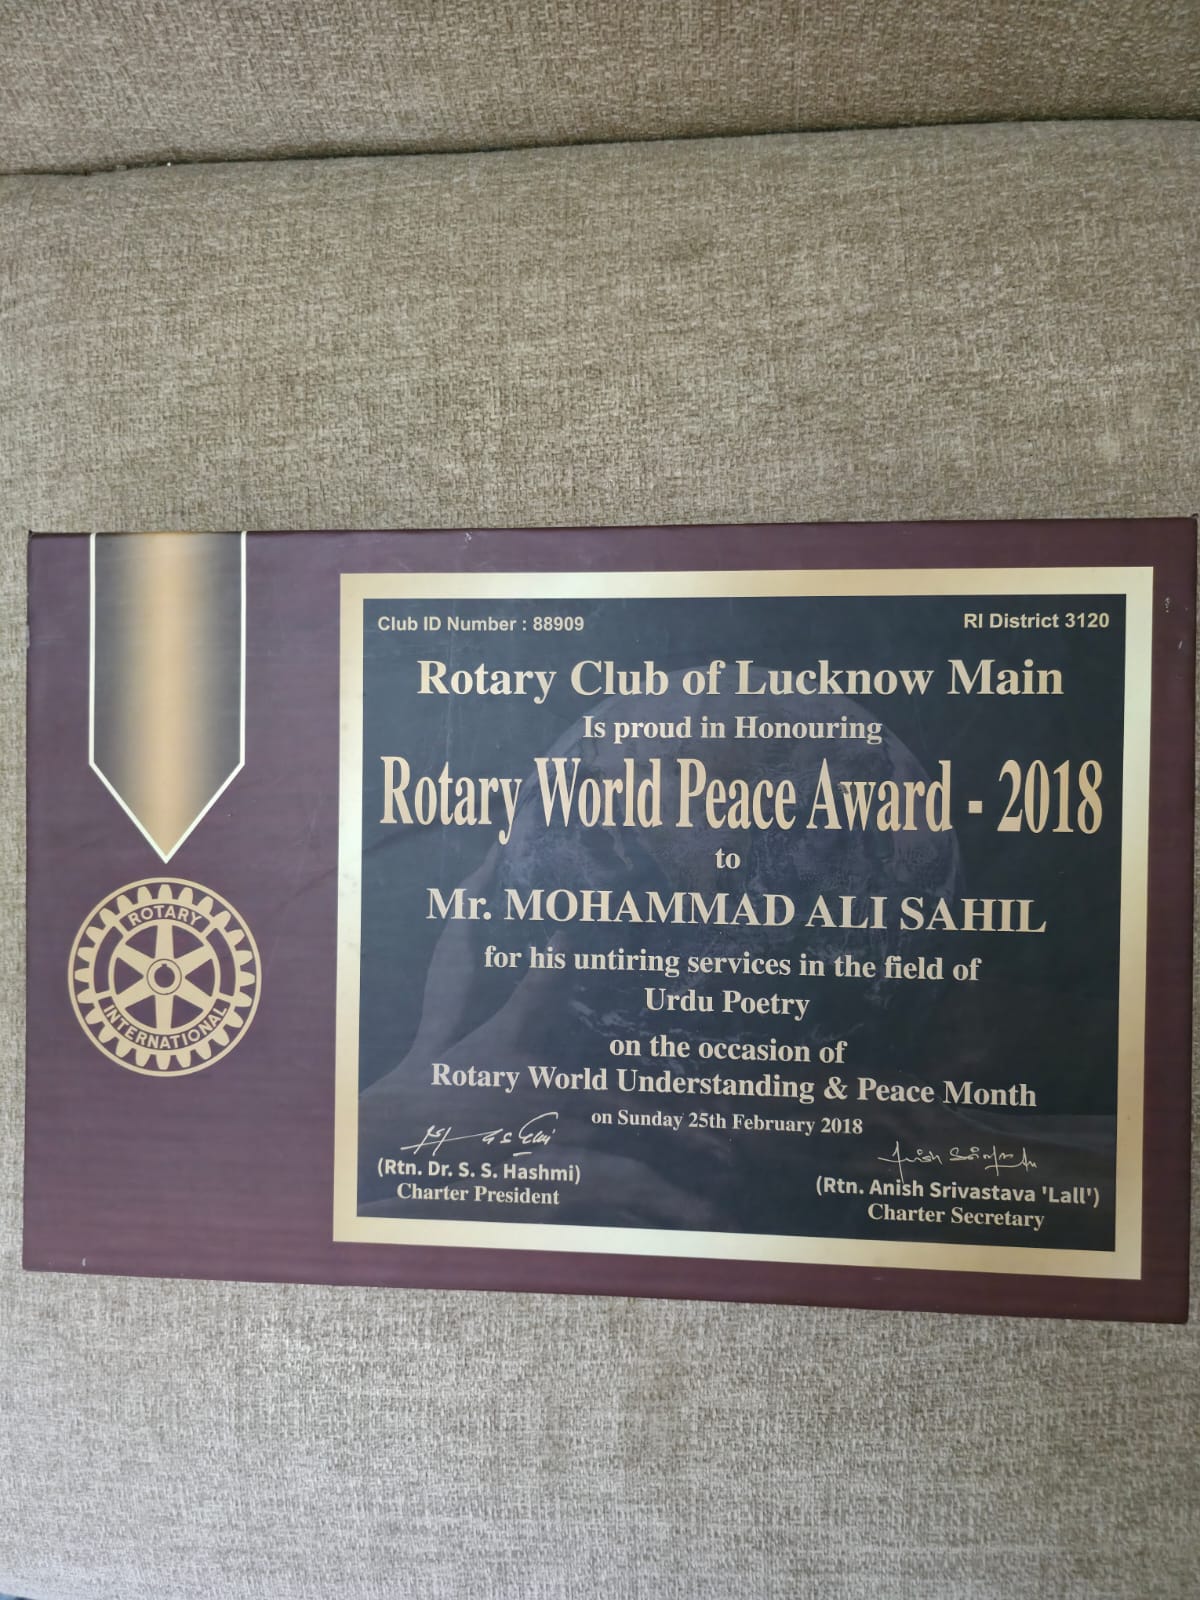 Club ID Number : 88909
RI District 3120
Rotary Club of Lucknow Main
Is proud in Honouring
Rotary World Peace Award - 2018
to
Mr. MOHAMMAD ALI SAHIL
for his untiring services in the field of
Urdu Poetry
on the occasion of
Rotary World Understanding & Peace Month
on Sunday 25th February 2018
(Rtn. Dr. S. S. Hashmi)
Charter President
(Rtn. Anish Srivastava 'Lall')
Charter Secretary
ROTARY
INTERNATIONAL